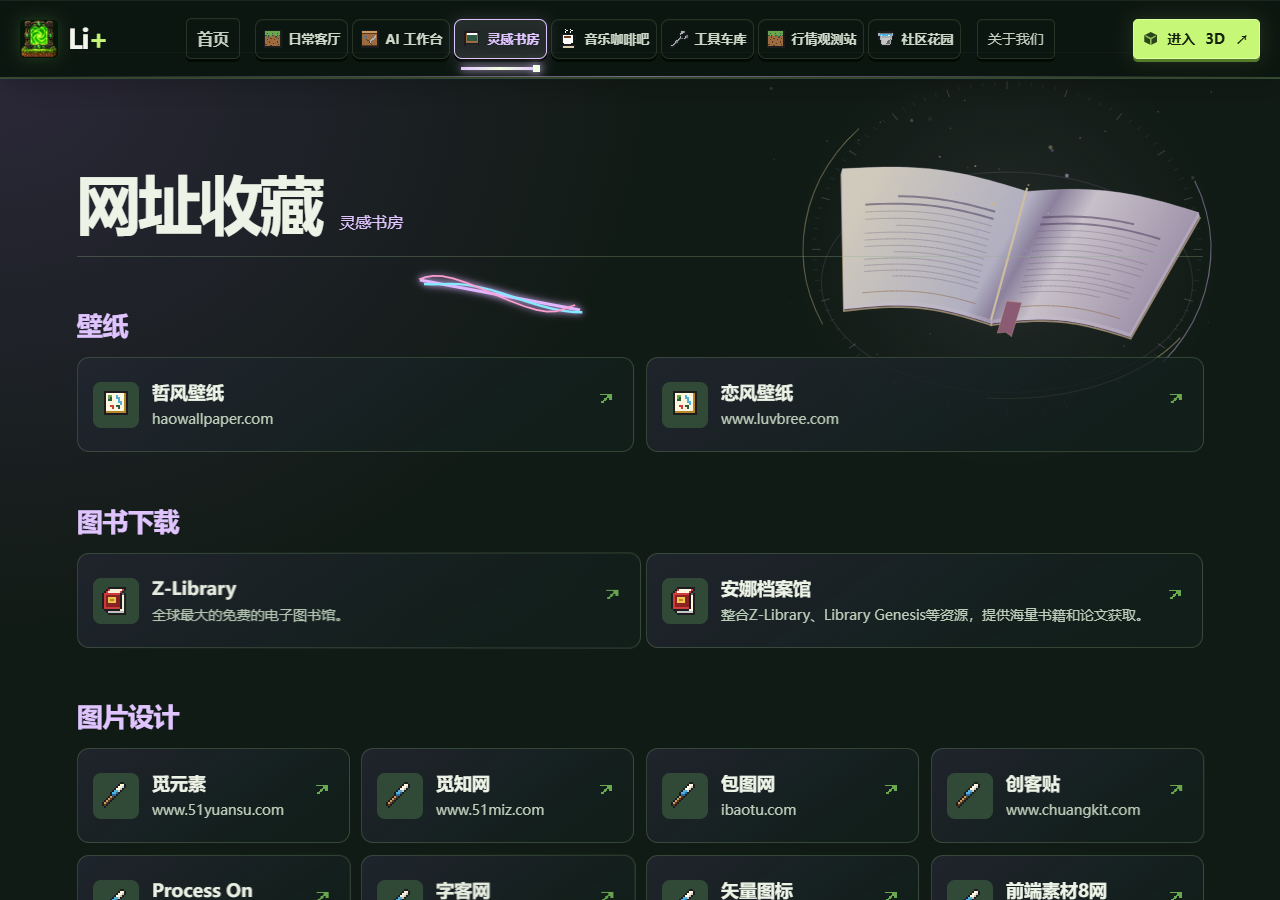 Li+
首页
日常客厅
AI 工作台
灵感书房
音乐咖啡吧
工具车库
行情观测站
社区花园
关于我们
进入 3D ↗
网址收藏 灵感书房
壁纸
哲风壁纸
haowallpaper.com
恋风壁纸
www.luvbree.com
图书下载
Z-Library
全球最大的免费的电子图书馆。
安娜档案馆
整合Z-Library、Library Genesis等资源，提供海量书籍和论文获取。
图片设计
觅元素
www.51yuansu.com
觅知网
www.51miz.com
包图网
ibaotu.com
创客贴
www.chuangkit.com
Process On
字客网
矢量图标
前端素材8网